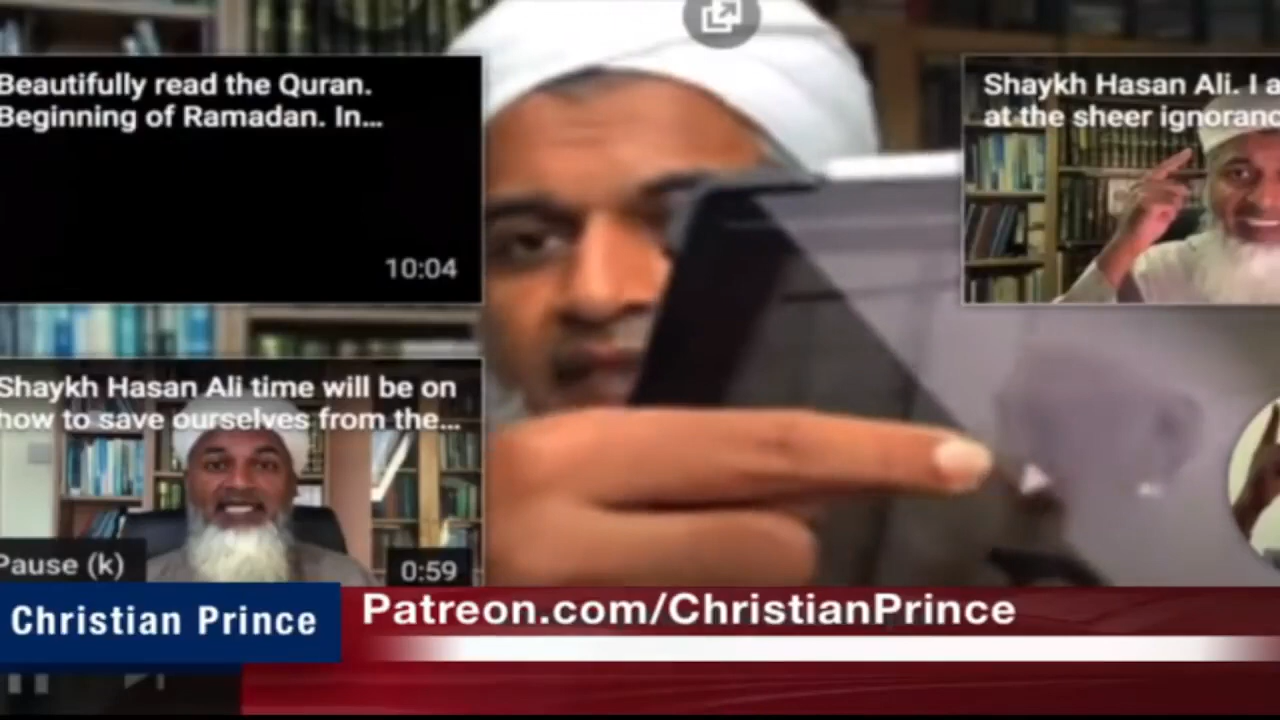 Beautifully read the Quran.
Beginning of Ramadan. In...
10:04
Shaykh Hasan Ali. I a
at the sheer ignoranc
Shaykh Hasan Ali time will be on
how to save ourselves from the...
Pause (k)
0:59
Christian Prince
Patreon.com/ChristianPrince